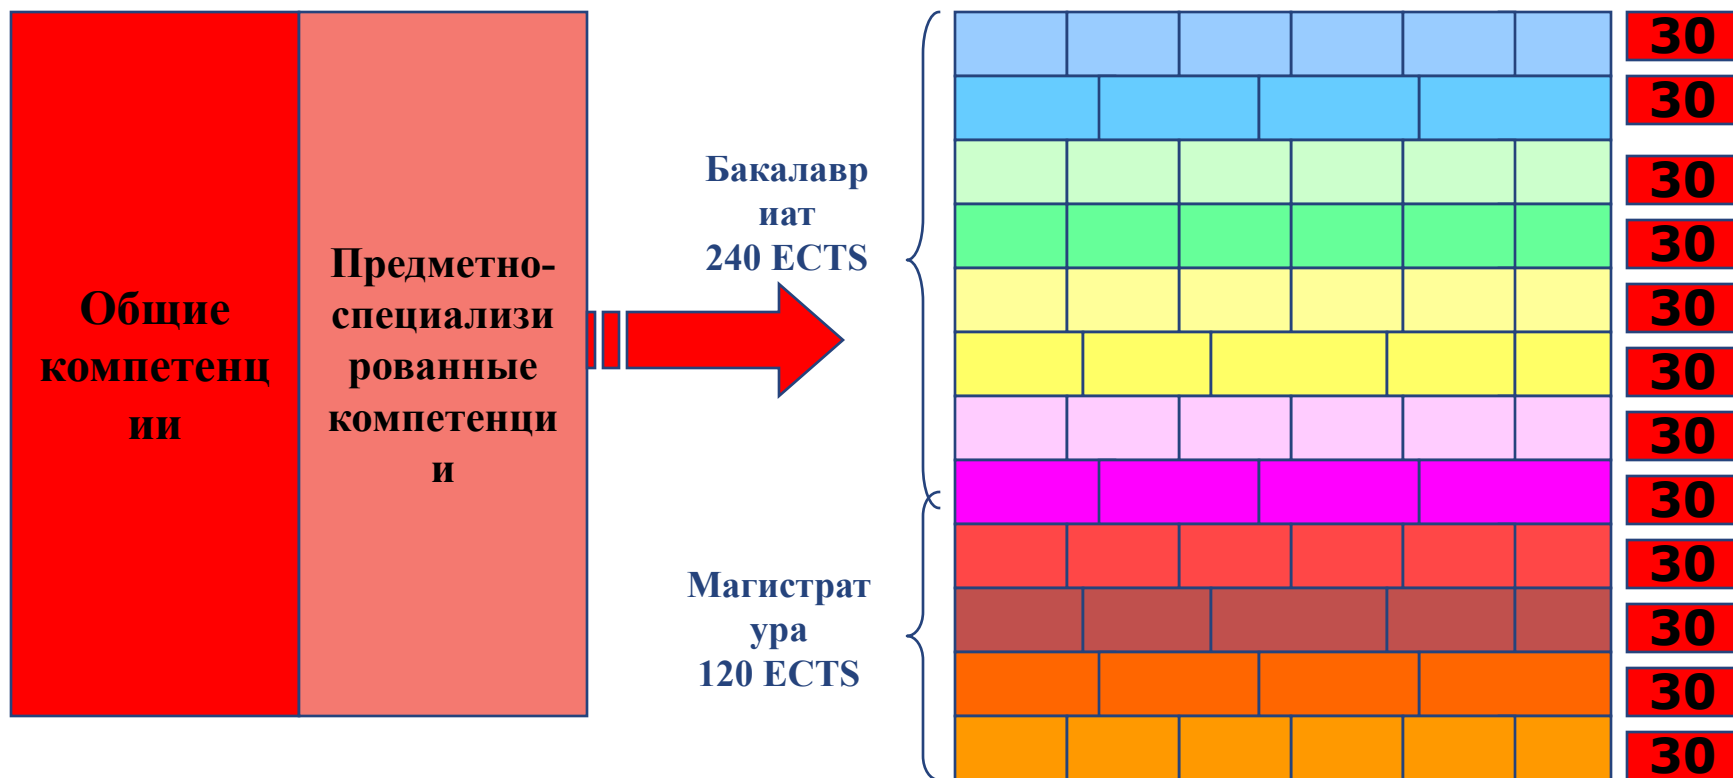 Общие
компетенц
ии
Предметно-
специализи
рованные
компетенци
и
Бакалавр
иат
240 ECTS
Магистрат
ура
120 ECTS
30
30
30
30
30
30
30
30
30
30
30
30